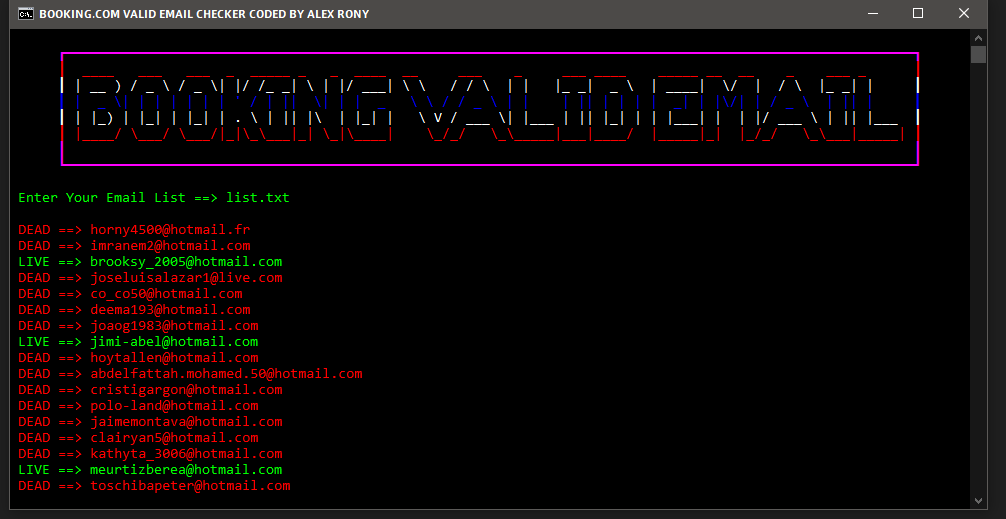 BOOKING.COM VALID EMAIL CHECKER CODED BY ALEX RONY
BOOKING VALID EMAIL
Enter Your Email List ==> list.txt
DEAD ==> horny4500@hotmail.fr
DEAD ==> imranem2@hotmail.com
LIVE ==> brooksy_2005@hotmail.com
DEAD ==> joseluisalazar1@live.com
DEAD ==> co_co50@hotmail.com
DEAD ==> deema193@hotmail.com
DEAD ==> joaog1983@hotmail.com
LIVE ==> jimi-abel@hotmail.com
DEAD ==> hoytallen@hotmail.com
DEAD ==> abdelfattah.mohamed.50@hotmail.com
DEAD ==> cristigargon@hotmail.com
DEAD ==> polo-land@hotmail.com
DEAD ==> jaimemontava@hotmail.com
DEAD ==> clairyan5@hotmail.com
DEAD ==> kathyta_3006@hotmail.com
LIVE ==> meurtizberea@hotmail.com
DEAD ==> toschibapeter@hotmail.com